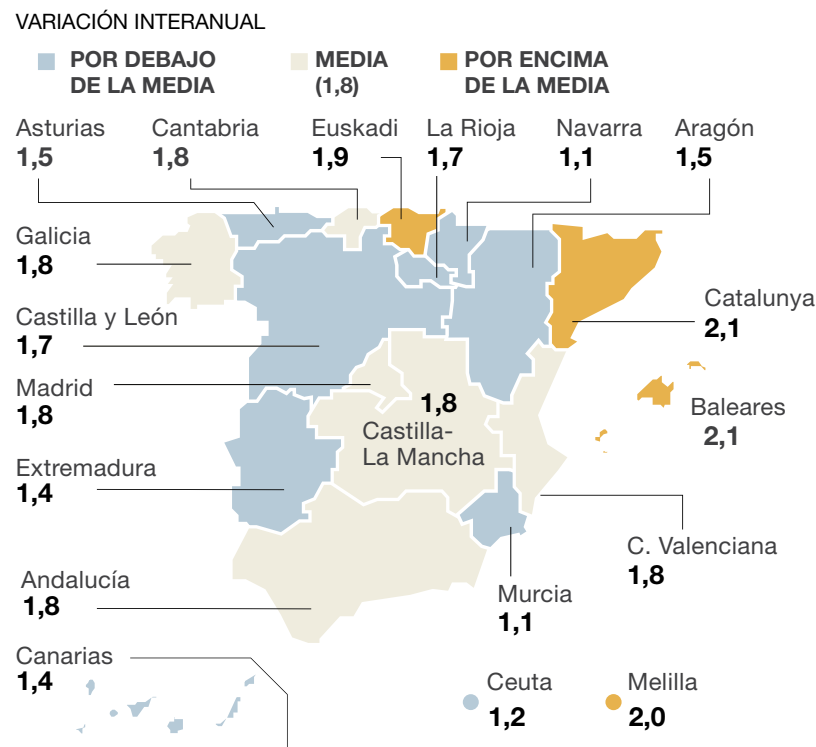 VARIACIÓN INTERANUAL
POR DEBAJO
DE LA MEDIA
MEDIA
(1,8)
POR ENCIMA
DE LA MEDIA
Asturias
1,5
Cantabria
1,8
Euskadi
1,9
La Rioja
1,7
Navarra
1,1
Aragón
1,5
Galicia
1,8
Castilla y León
1,7
Madrid
1,8
Extremadura
1,4
Andalucía
1,8
Canarias
1,4
1,8
Castilla-
La Mancha
Catalunya
2,1
Baleares
2,1
C. Valenciana
1,8
Murcia
1,1
Ceuta
1,2
Melilla
2,0